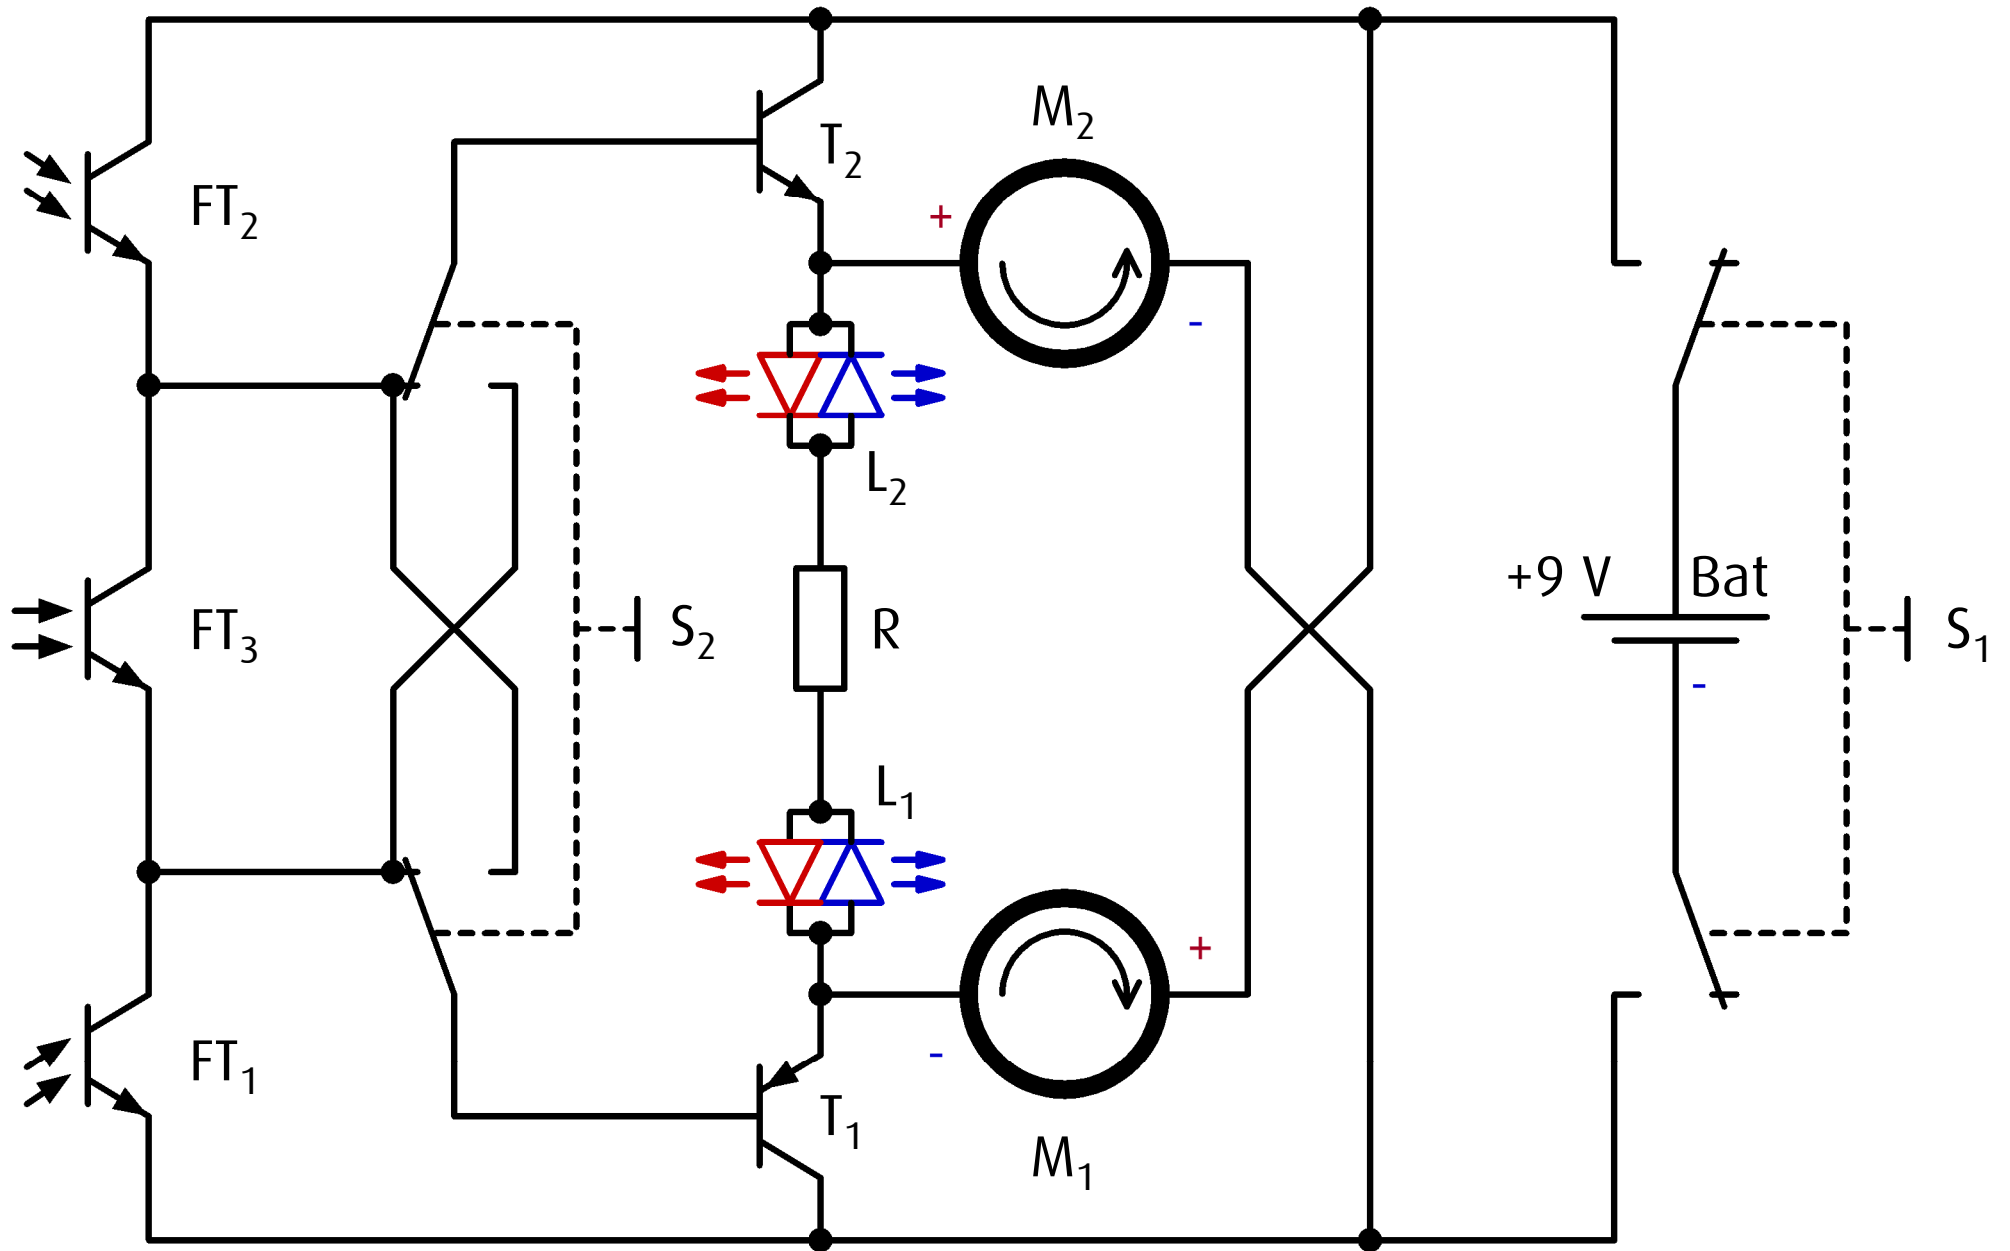 M₂
T₂
FT₂
+
-
L₂
+9 V Bat
FT₃
S₂
R
S₁
-
L₁
+
FT₁
-
T₁
M₁